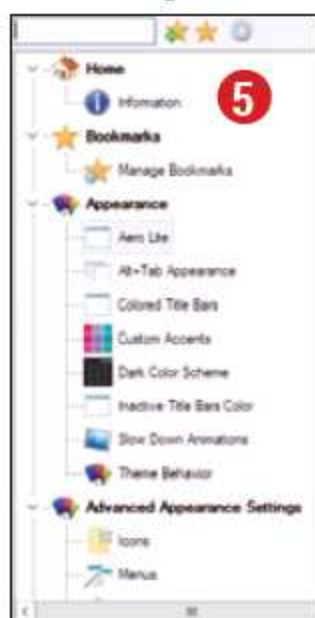 Home
Information
5
Bookmarks
Manage Bookmarks
Appearance
Aero Lite
Alt+Tab Appearance
Colored Title Bars
Custom Accents
Dark Color Scheme
Inactive Title Bars Color
Slow Down Animations
Theme Behavior
Advanced Appearance Settings
Icons
Menus